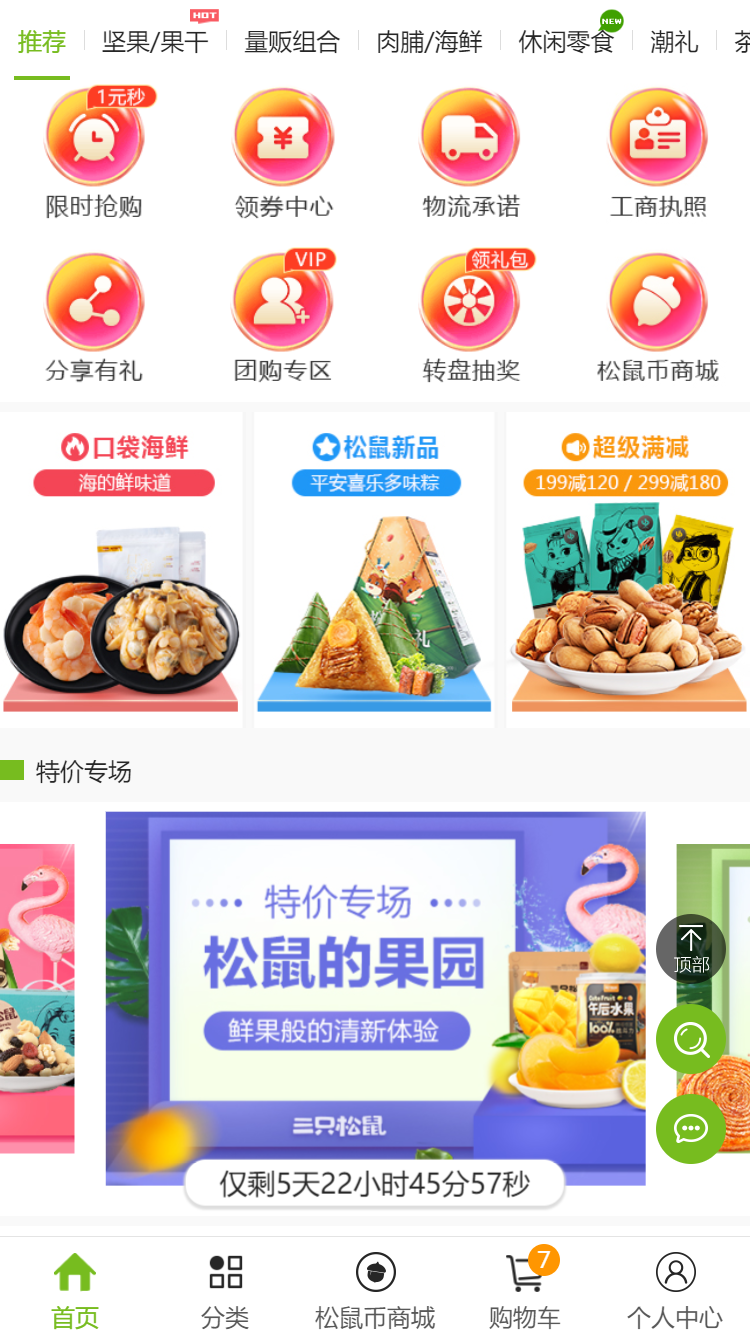 HOT
NEW
推荐 坚果/果干 量贩组合 肉脯/海鲜 休闲零食 潮礼
1元秒
限时抢购 领券中心 物流承诺 工商执照
VIP 领礼包
分享有礼 团购专区 转盘抽奖 松鼠币商城
口袋海鲜 松鼠新品 超级满减
海的鲜味道 平安喜乐多味粽 199减120 / 299减180
特价专场
特价专场
松鼠的果园
鲜果般的清新体验
午后水果
100%
三只松鼠
仅剩5天22小时45分57秒
顶部
7
首页 分类 松鼠币商城 购物车 个人中心